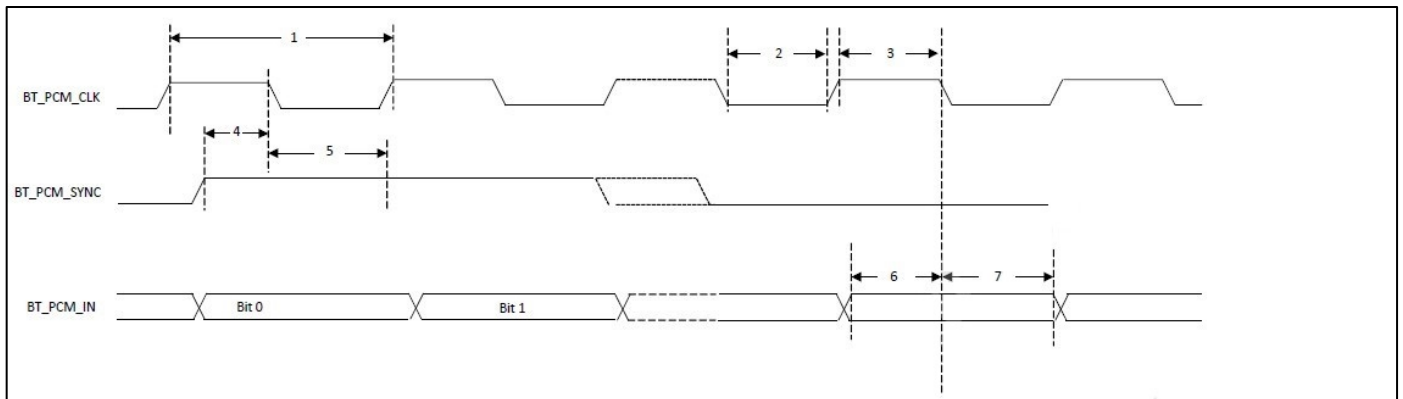 1
2
3
BT_PCM_CLK
4
5
BT_PCM_SYNC
6
7
BT_PCM_IN
Bit 0
Bit 1